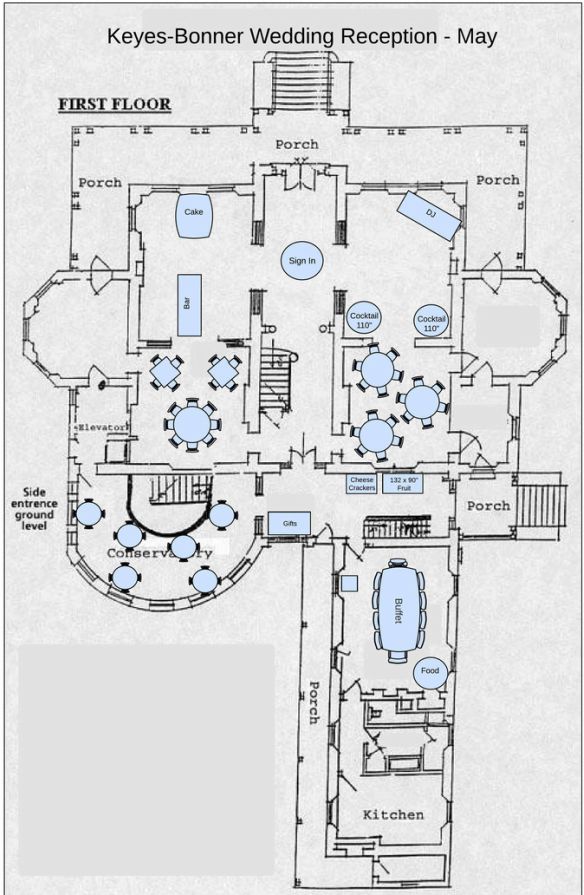 Keyes-Bonner Wedding Reception - May
FIRST FLOOR
Porch
Porch
Porch
Cake
DJ
Sign In
Bar
Cocktail
110"
Cocktail
110"
Elevator
Side
entrence
ground
level
Cheese
Crackers
132 x 90"
Fruit
Porch
Gifts
Conservatory
Buffet
Food
Porch
Kitchen